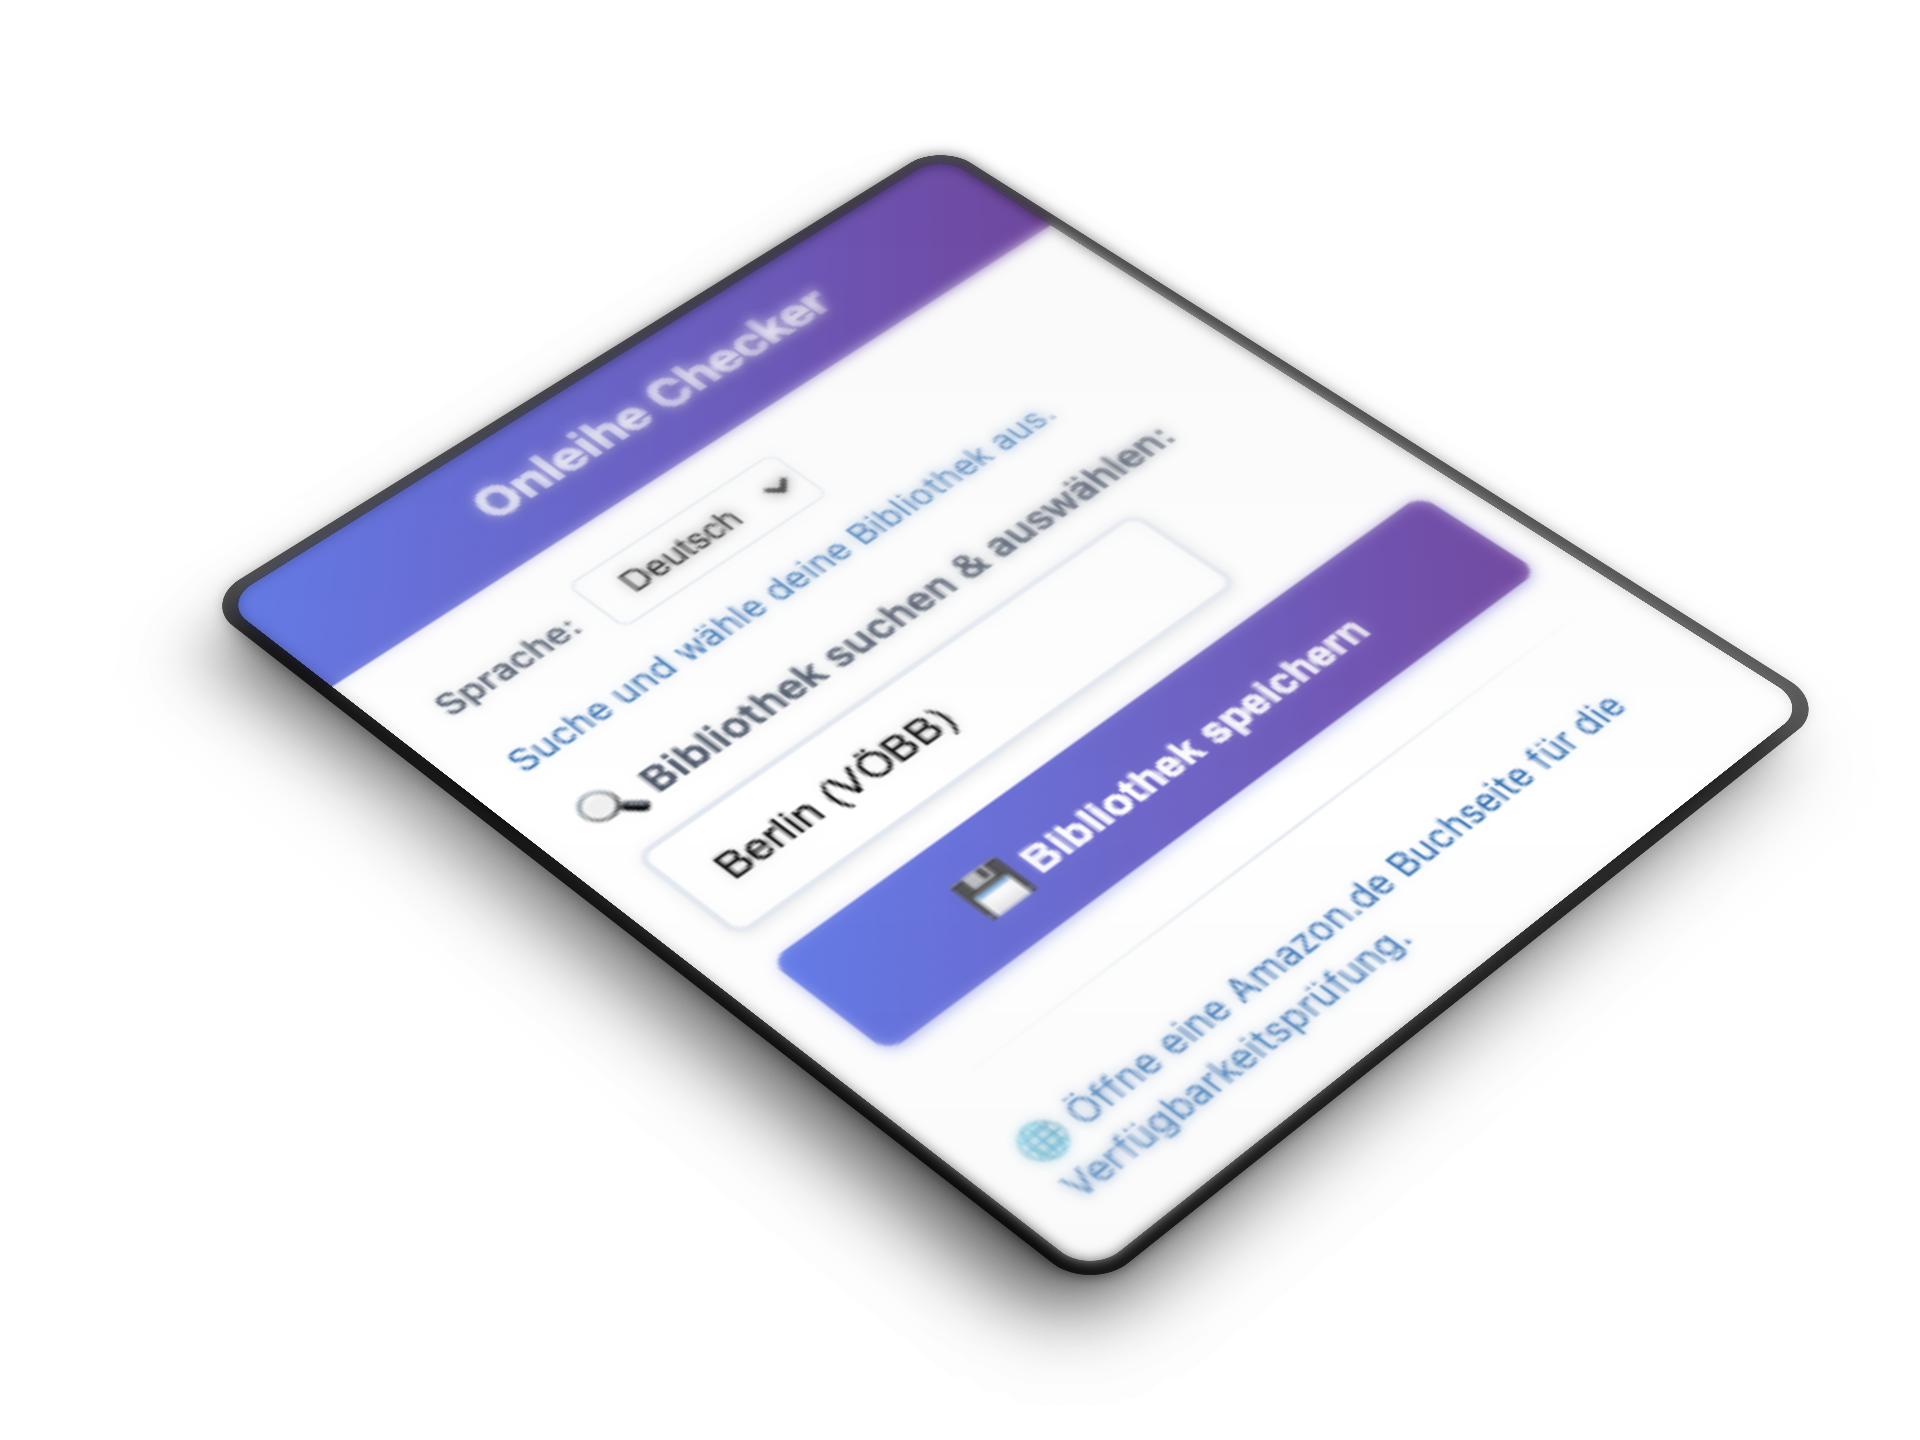 Onleihe Checker
Sprache: Deutsch
Suche und wähle deine Bibliothek aus.
Bibliothek suchen & auswählen:
Berlin (VÖBB)
Bibliothek speichern
Öffne eine Amazon.de Buchseite für die
Verfügbarkeitsprüfung.